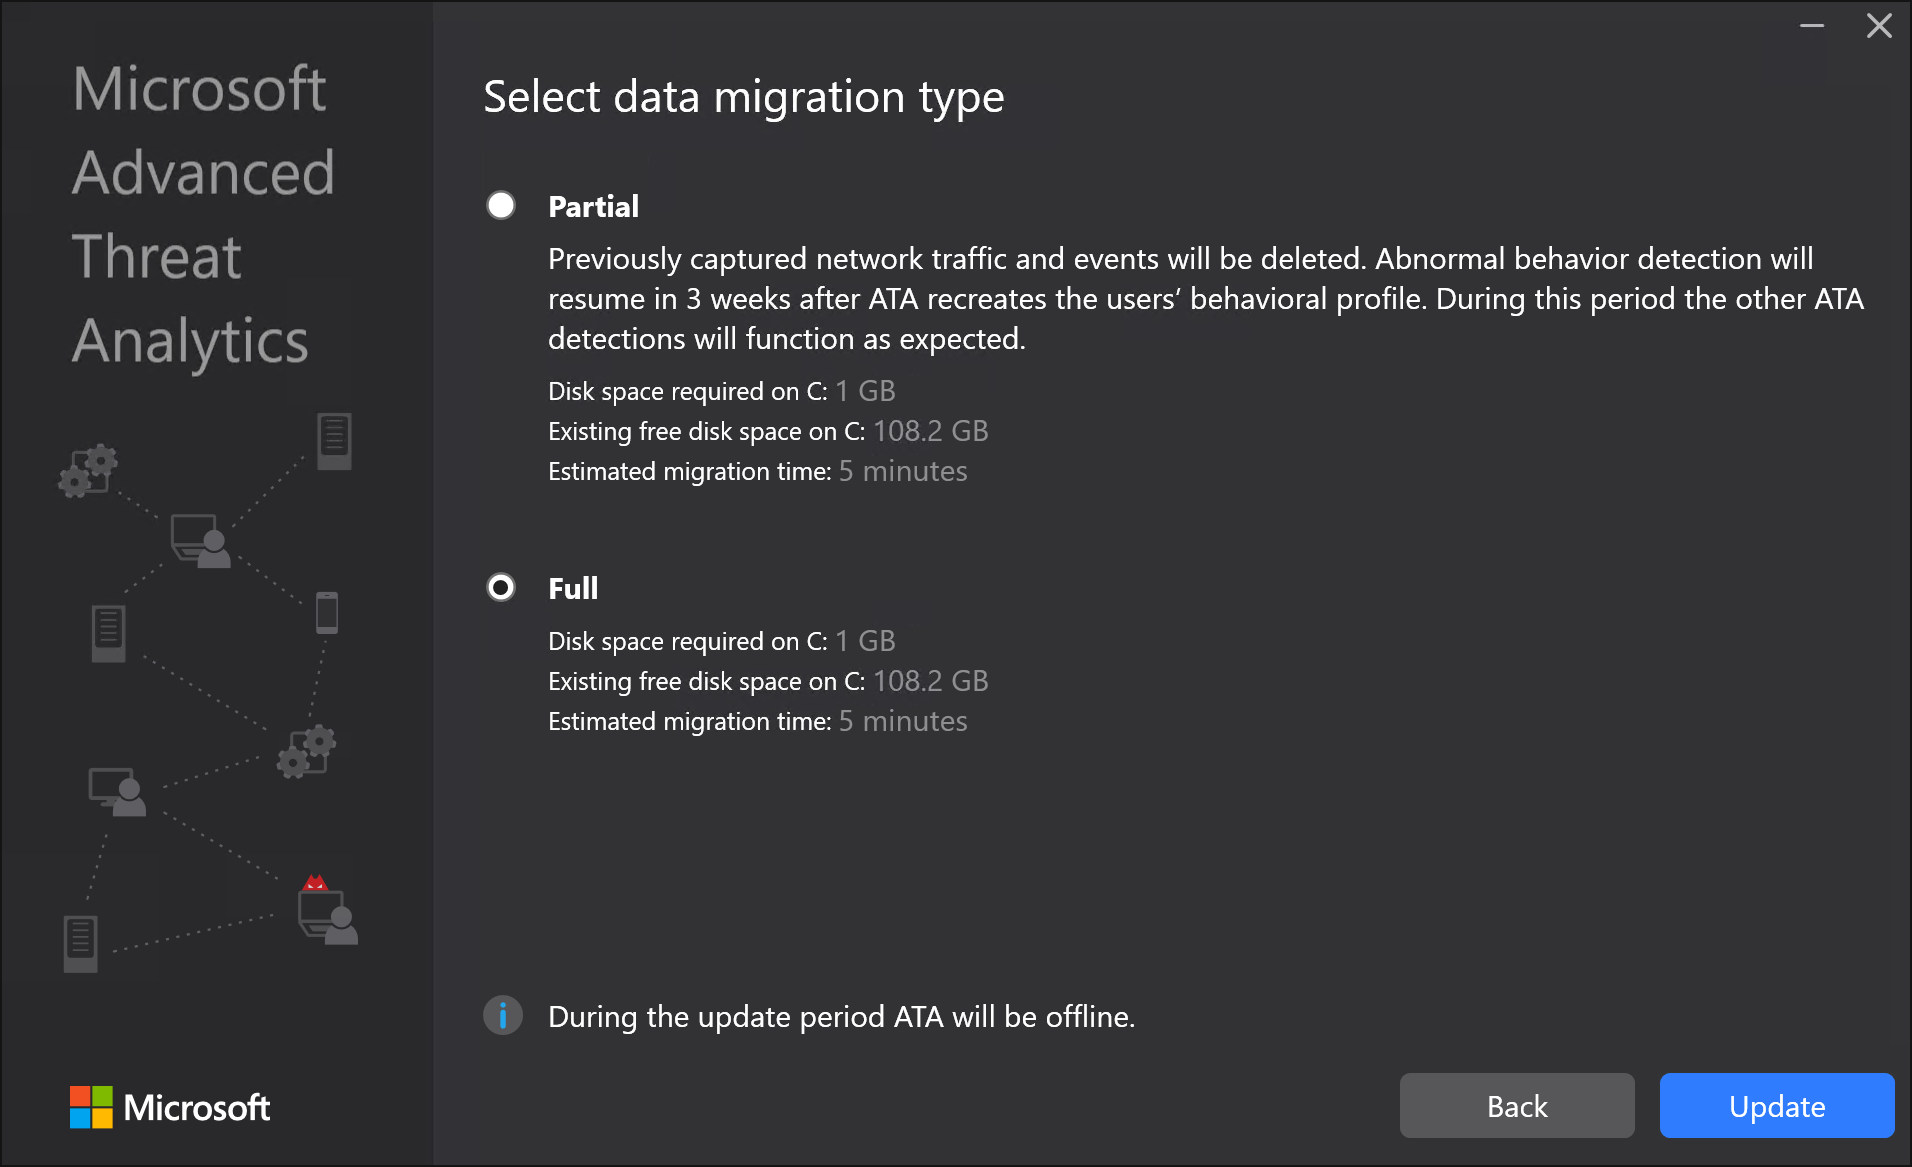 Microsoft
Advanced
Threat
Analytics
Microsoft
Select data migration type
Partial
Previously captured network traffic and events will be deleted. Abnormal behavior detection will
resume in 3 weeks after ATA recreates the users’ behavioral profile. During this period the other ATA
detections will function as expected.
Disk space required on C: 1 GB
Existing free disk space on C: 108.2 GB
Estimated migration time: 5 minutes
Full
Disk space required on C: 1 GB
Existing free disk space on C: 108.2 GB
Estimated migration time: 5 minutes
During the update period ATA will be offline.
Back
Update